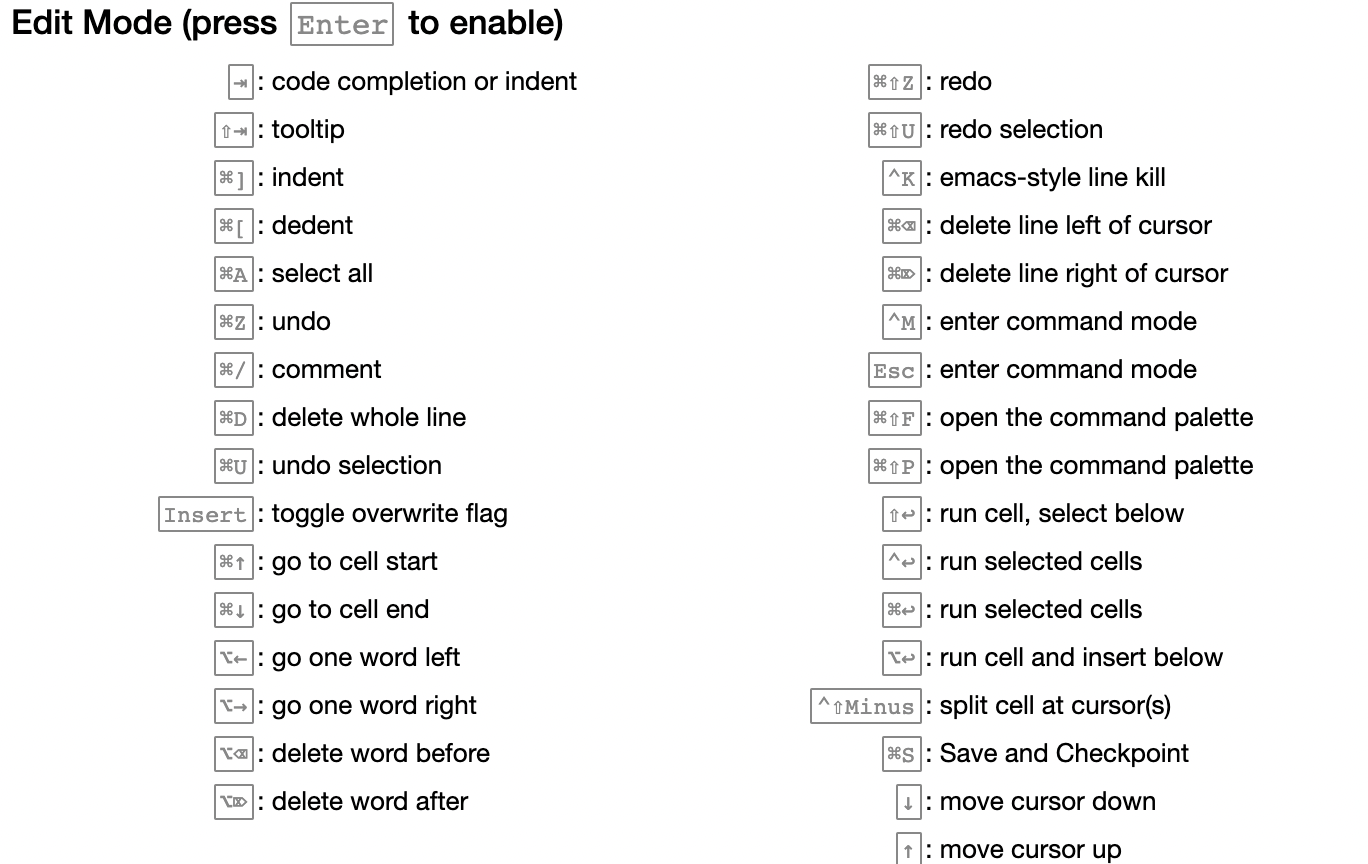 Edit Mode (press Enter to enable)
⇥ : code completion or indent
⇧⇥ : tooltip
⌘] : indent
⌘[ : dedent
⌘A : select all
⌘Z : undo
⌘/ : comment
⌘D : delete whole line
⌘U : undo selection
Insert : toggle overwrite flag
⌘↑ : go to cell start
⌘↓ : go to cell end
⌥← : go one word left
⌥→ : go one word right
⌥⌫ : delete word before
⌥⌦ : delete word after
⌘⇧Z : redo
⌘⇧U : redo selection
^K : emacs-style line kill
⌘⌫ : delete line left of cursor
⌘⌦ : delete line right of cursor
^M : enter command mode
Esc : enter command mode
⌘⇧F : open the command palette
⌘⇧P : open the command palette
⇧↩ : run cell, select below
^↩ : run selected cells
⌘↩ : run selected cells
⌥↩ : run cell and insert below
^⇧Minus : split cell at cursor(s)
⌘S : Save and Checkpoint
↓ : move cursor down
↑ : move cursor up